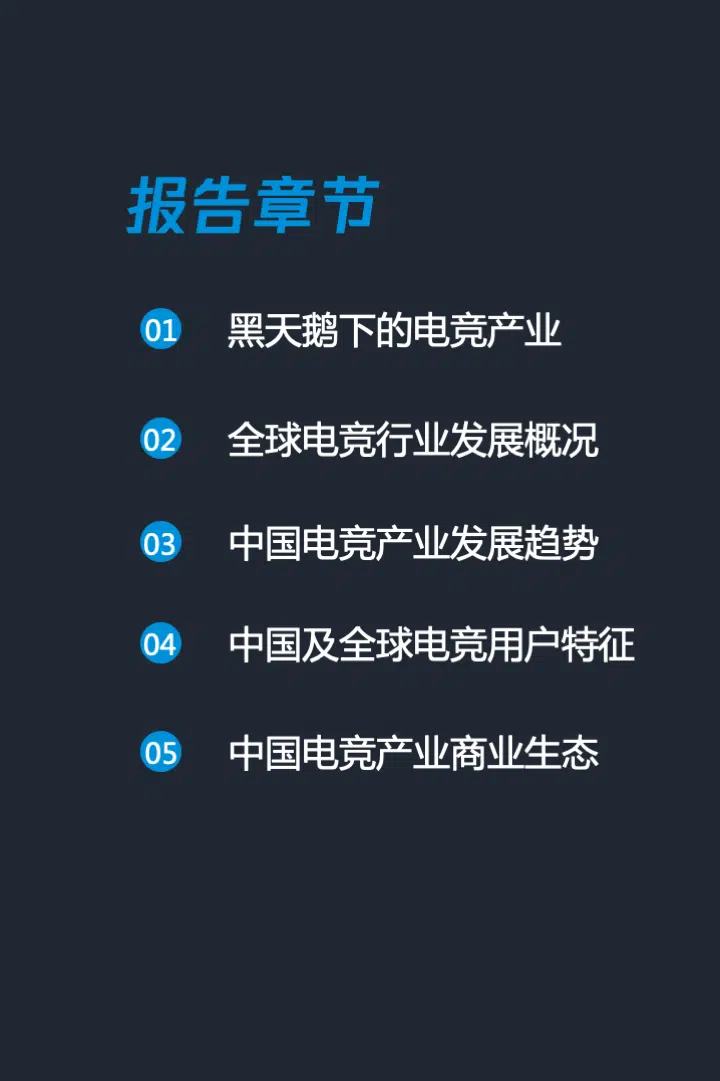 报告章节
01 黑天鹅下的电竞产业
02 全球电竞行业发展概况
03 中国电竞产业发展趋势
04 中国及全球电竞用户特征
05 中国电竞产业商业生态